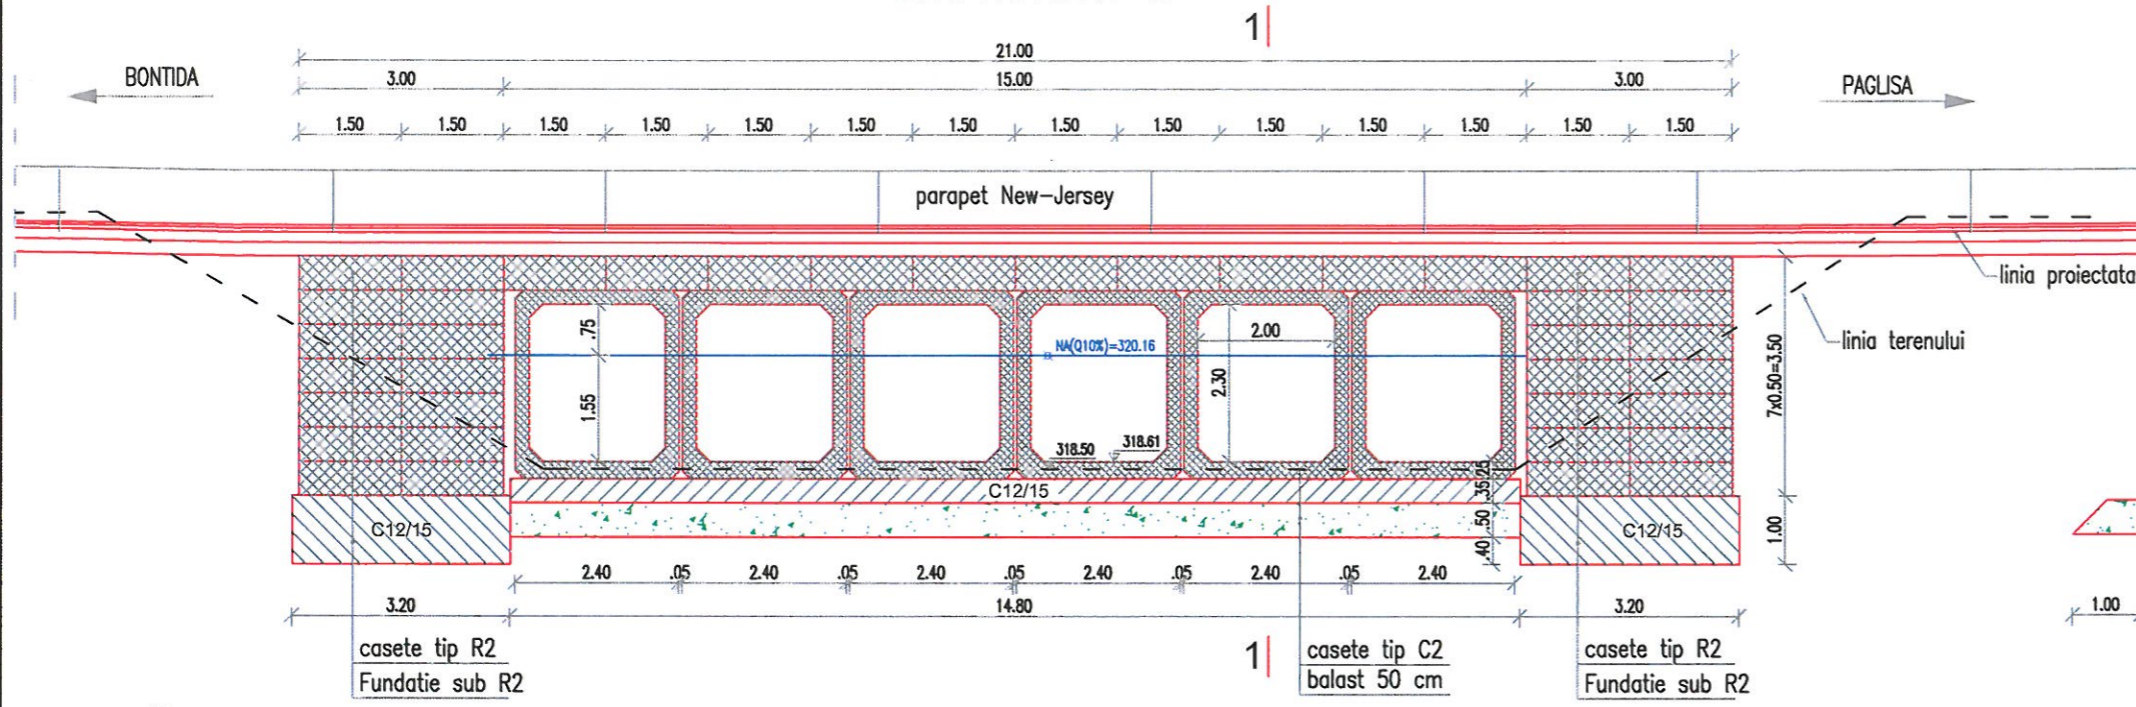 1
21.00
BONTIDA
3.00 15.00 3.00
PAGLISA
1.50 1.50 1.50 1.50 1.50 1.50 1.50 1.50 1.50 1.50 1.50 1.50 1.50 1.50
parapet New-Jersey
linia proiectata
linia terenului
.75
1.55
NA(Q10%)=320.16
2.00
2.30
318.50 318.61
7x0.50=3.50
1.00
C12/15
C12/15
C12/15
.25
.35
.50
.40
2.40 .05 2.40 .05 2.40 .05 2.40 .05 2.40 .05 2.40
3.20 14.80 3.20
1.00
casete tip R2
Fundatie sub R2
1
casete tip C2
balast 50 cm
casete tip R2
Fundatie sub R2